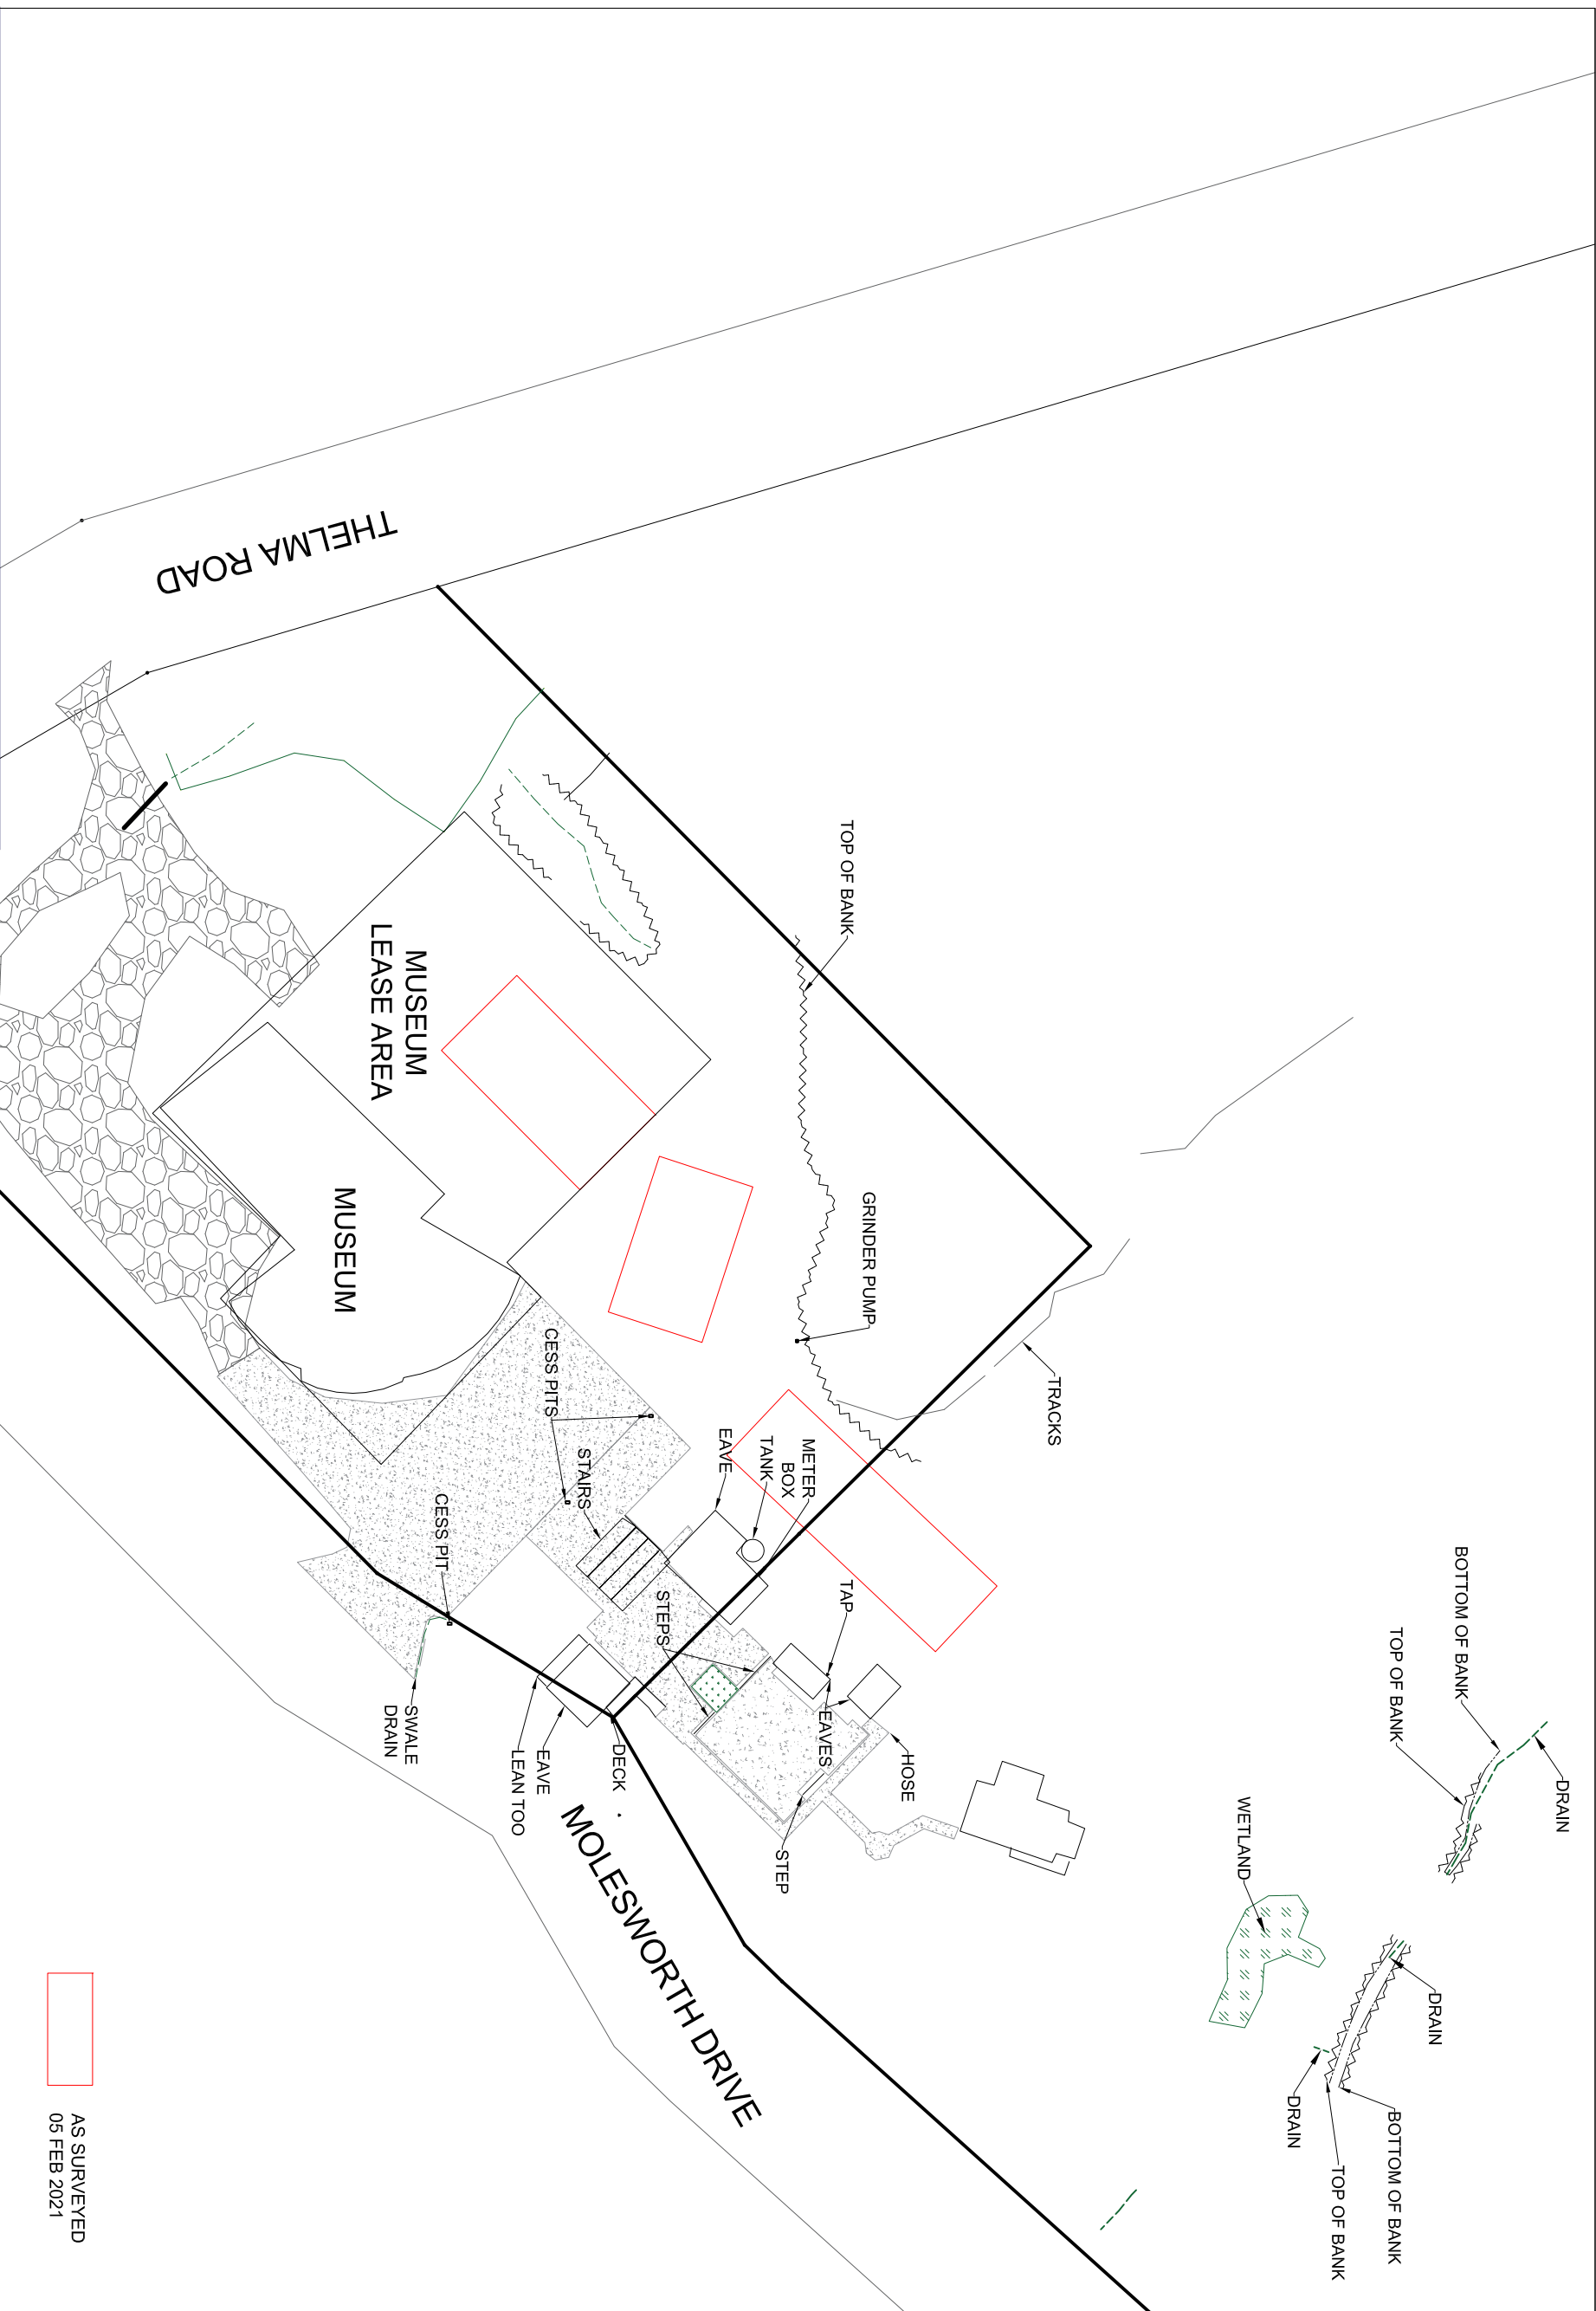 THELMA ROAD
MUSEUM
LEASE AREA
MUSEUM
TOP OF BANK
GRINDER PUMP
TRACKS
CESS PITS
STAIRS
CESS PIT
EAVE
TANK
METER
BOX
STEPS
TAP
EAVES
HOSE
STEP
SWALE
DRAIN
LEAN TOO
EAVE
DECK
MOLESWORTH DRIVE
BOTTOM OF BANK
TOP OF BANK
DRAIN
WETLAND
DRAIN
DRAIN
BOTTOM OF BANK
TOP OF BANK
AS SURVEYED
05 FEB 2021